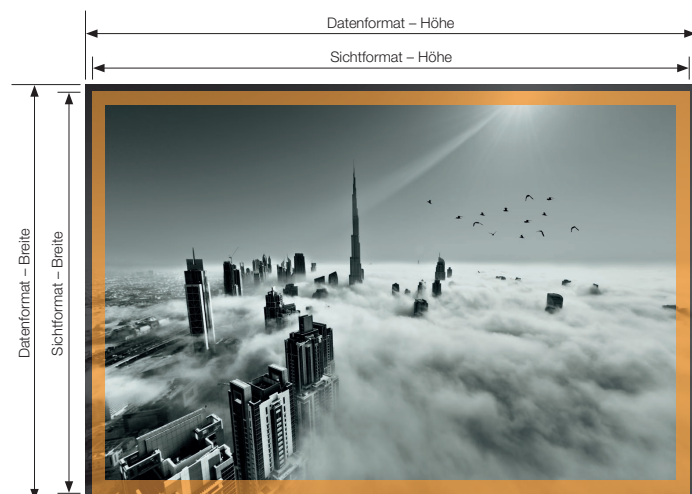 Datenformat – Höhe
Sichtformat – Höhe
Datenformat – Breite
Sichtformat – Breite